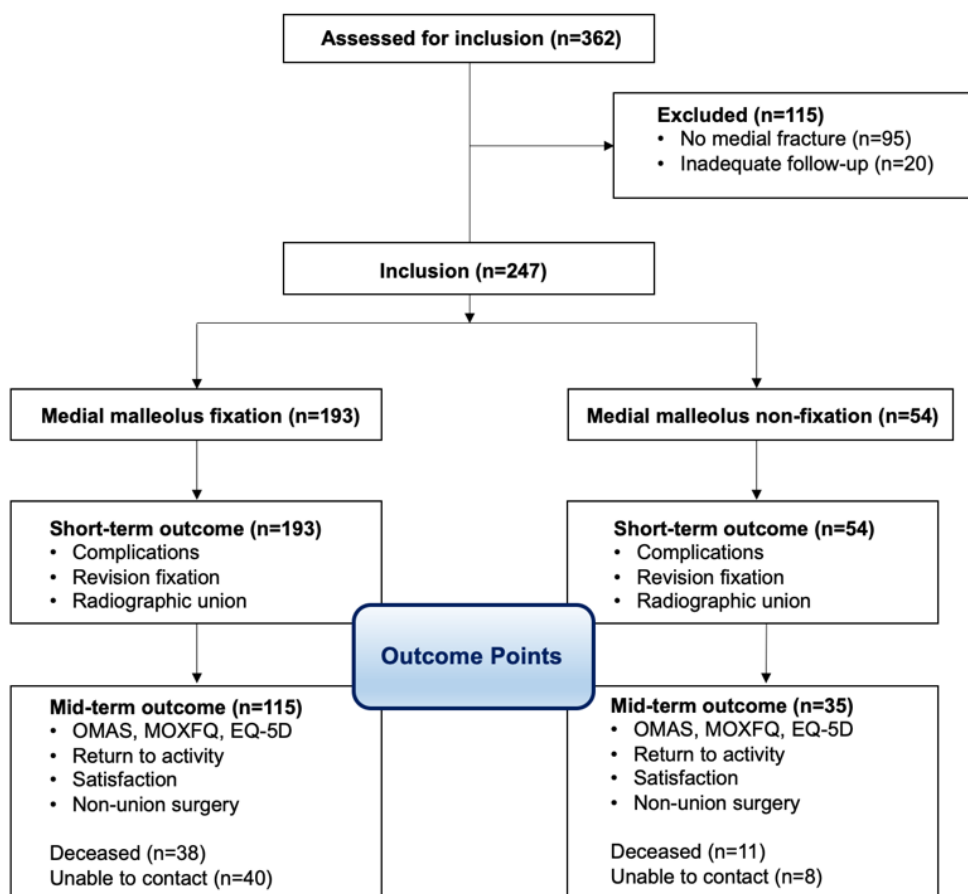 Assessed for inclusion (n=362)
Excluded (n=115)
• No medial fracture (n=95)
• Inadequate follow-up (n=20)
Inclusion (n=247)
Medial malleolus fixation (n=193)
Medial malleolus non-fixation (n=54)
Short-term outcome (n=193)
• Complications
• Revision fixation
• Radiographic union
Short-term outcome (n=54)
• Complications
• Revision fixation
• Radiographic union
Outcome Points
Mid-term outcome (n=115)
• OMAS, MOXFQ, EQ-5D
• Return to activity
• Satisfaction
• Non-union surgery
Deceased (n=38)
Unable to contact (n=40)
Mid-term outcome (n=35)
• OMAS, MOXFQ, EQ-5D
• Return to activity
• Satisfaction
• Non-union surgery
Deceased (n=11)
Unable to contact (n=8)